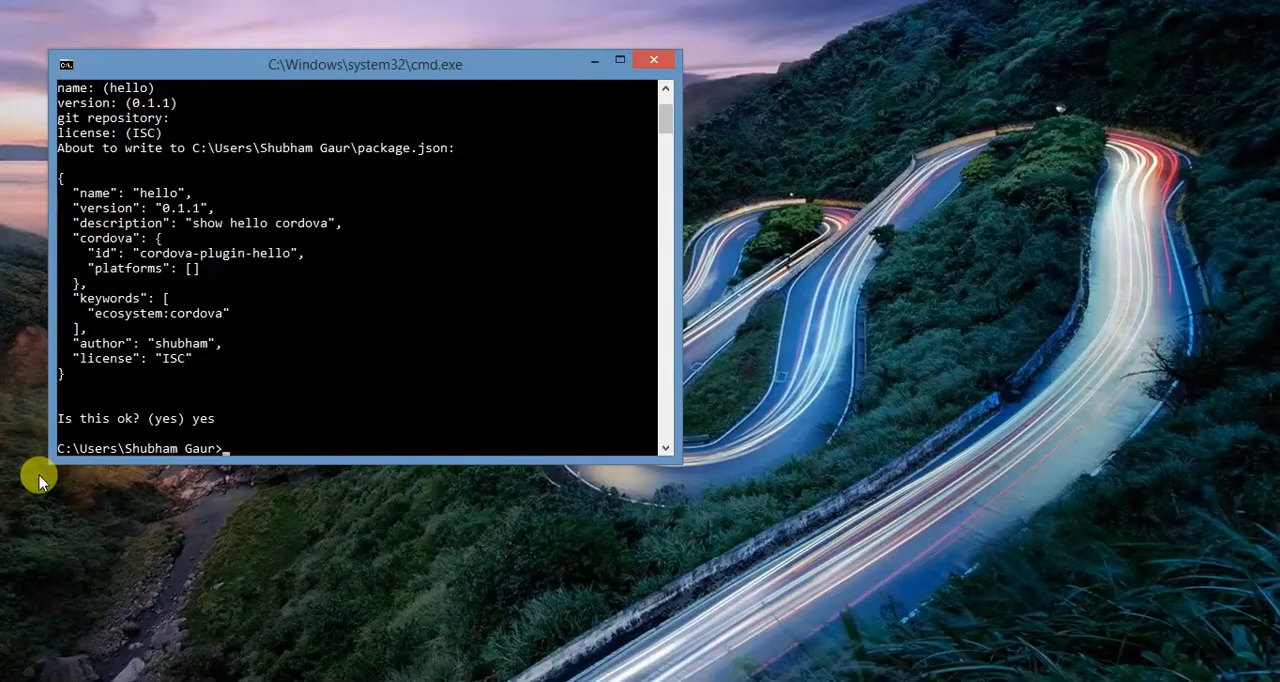 C:\Windows\system32\cmd.exe
name: (hello)
version: (0.1.1)
git repository:
license: (ISC)
About to write to C:\Users\Shubham Gaur\package.json:
{
  "name": "hello",
  "version": "0.1.1",
  "description": "show hello cordova",
  "cordova": {
    "id": "cordova-plugin-hello",
    "platforms": []
  },
  "keywords": [
    "ecosystem:cordova"
  ],
  "author": "shubham",
  "license": "ISC"
}
Is this ok? (yes) yes
C:\Users\Shubham Gaur>_